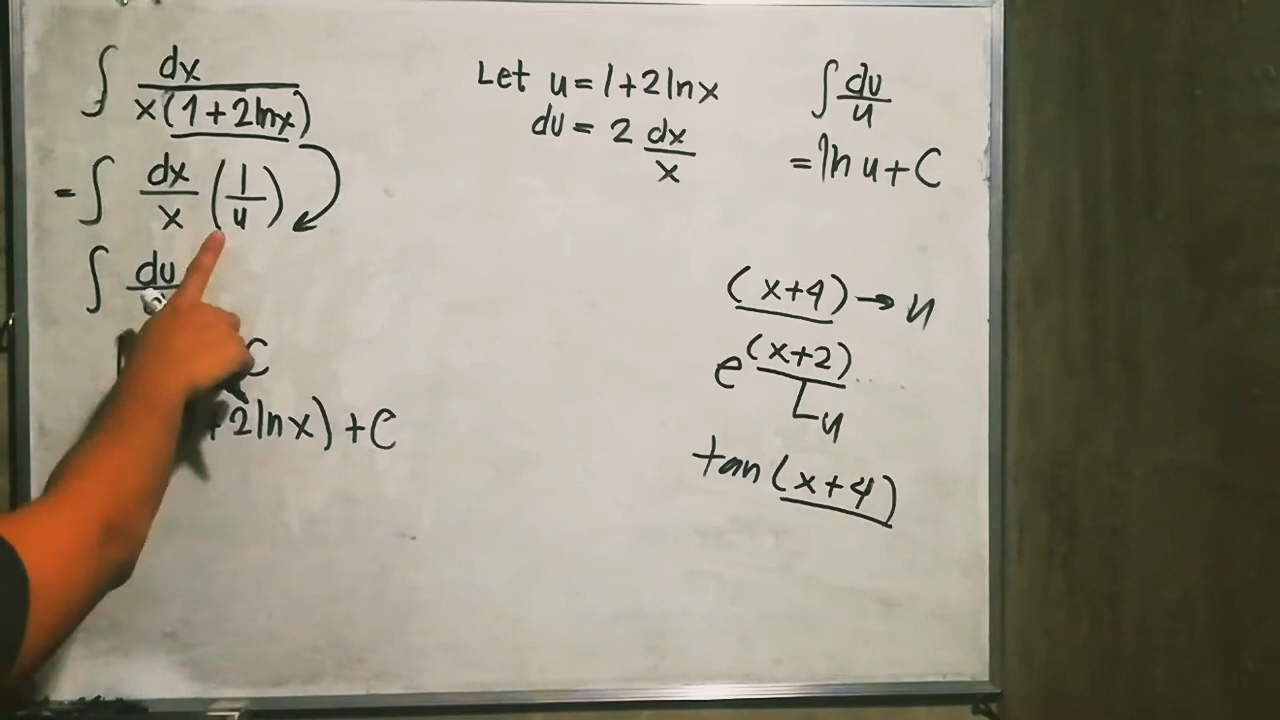 ∫ dx / x(1+2lnx)
= ∫ dx/x (1/u)
∫ du
C
+2lnx) + C
Let u = 1+2lnx
du = 2 dx/x
∫ du/u
= ln u + C
(x+4) → u
e^(x+2)
u
tan (x+4)